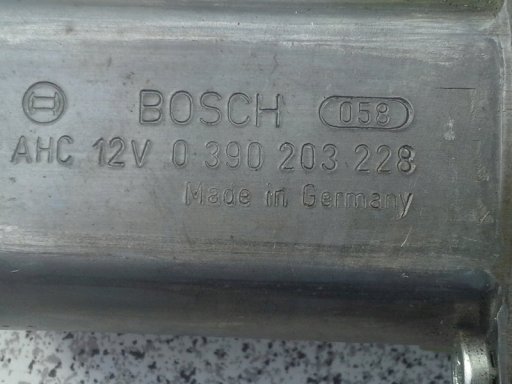 BOSCH 058
AHC 12V 0 390 203 228
Made in Germany